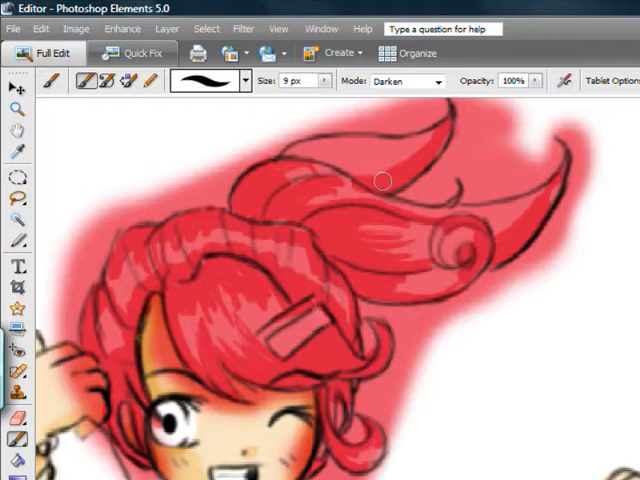 Editor - Photoshop Elements 5.0
File Edit Image Enhance Layer Select Filter View Window Help Type a question for help
Full Edit Quick Fix Create Organize
Size: 9 px Mode: Darken Opacity: 100% Tablet Option
T